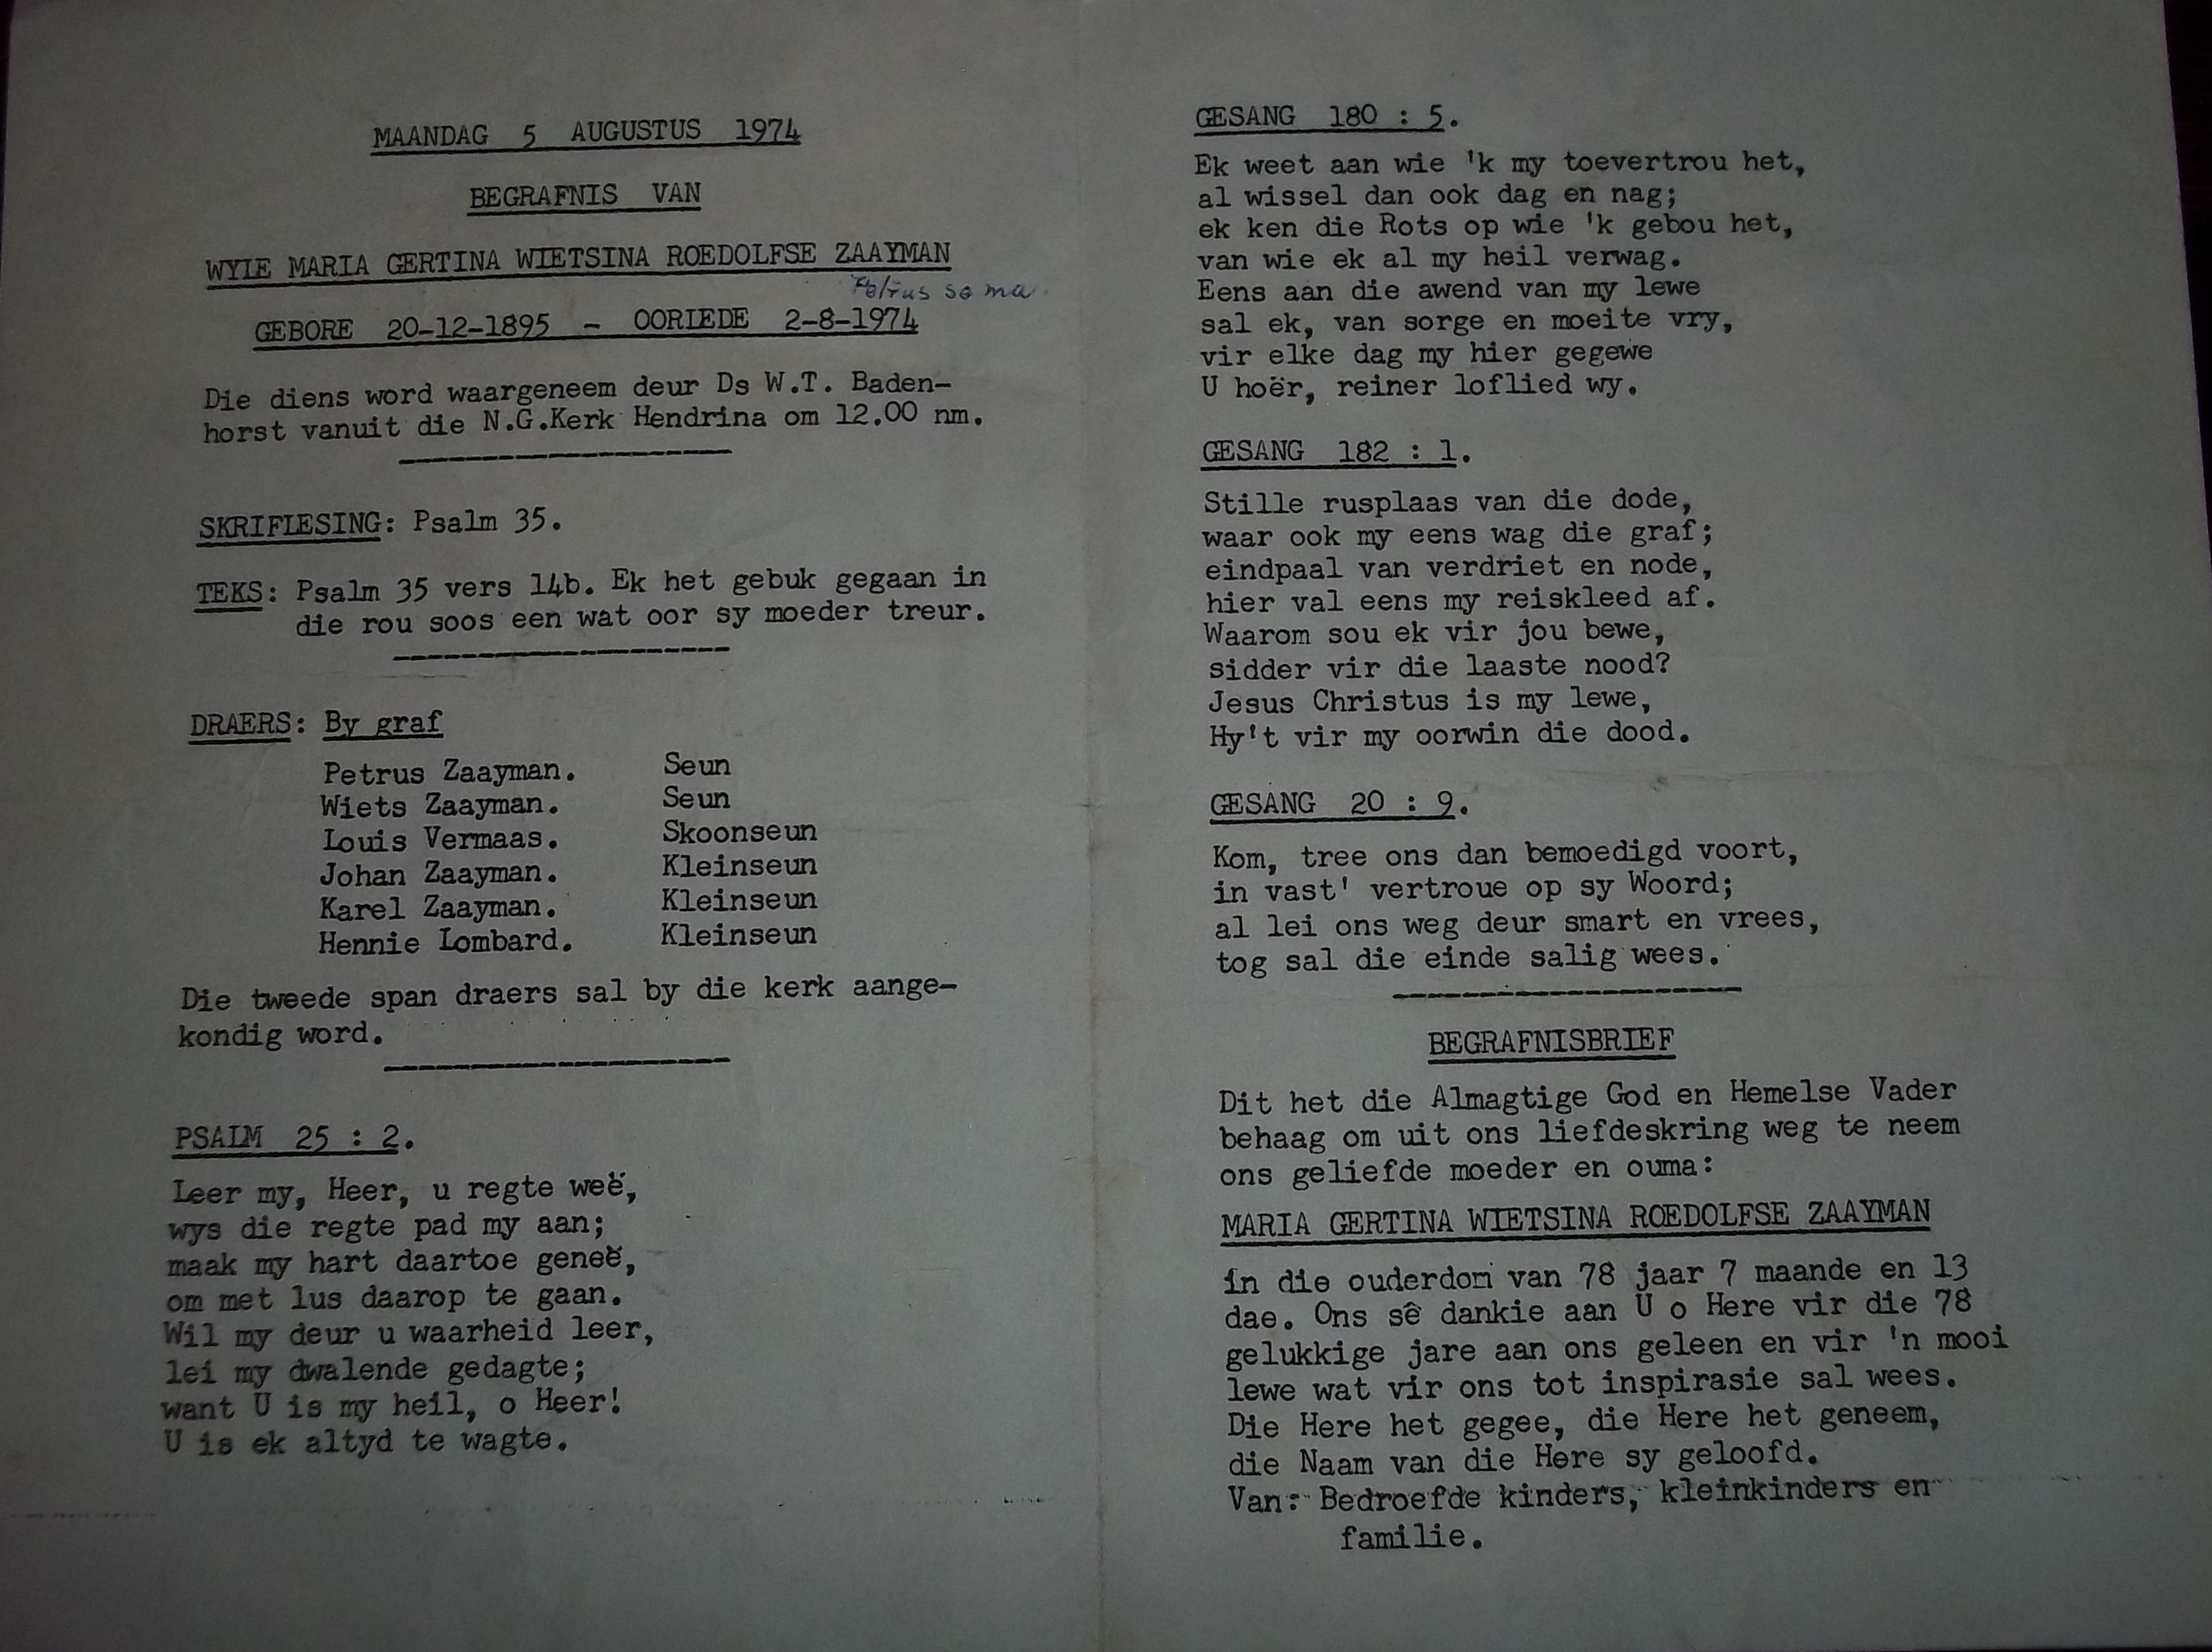 MAANDAG 5 AUGUSTUS 1974
BEGRAFNIS VAN
WYLE MARIA GERTINA WIETSINA ROEDOLFSE ZAAYMAN
Petrus se ma
GEBORE 20-12-1895 - OORLEDE 2-8-1974
Die diens word waargeneem deur Ds W.T. Baden-
horst vanuit die N.G.Kerk Hendrina om 12.00 nm.
SKRIFLESING: Psalm 35.
TEKS: Psalm 35 vers 14b. Ek het gebuk gegaan in
die rou soos een wat oor sy moeder treur.
DRAERS: By graf
Petrus Zaayman. Seun
Wiets Zaayman. Seun
Louis Vermaas. Skoonseun
Johan Zaayman. Kleinseun
Karel Zaayman. Kleinseun
Hennie Lombard. Kleinseun
Die tweede span draers sal by die kerk aange-
kondig word.
PSALM 25 : 2.
Leer my, Heer, u regte weë,
wys die regte pad my aan;
maak my hart daartoe geneë,
om met lus daarop te gaan.
Wil my deur u waarheid leer,
lei my dwalende gedagte;
want U is my heil, o Heer!
U is ek altyd te wagte.
GESANG 180 : 5.
Ek weet aan wie 'k my toevertrou het,
al wissel dan ook dag en nag;
ek ken die Rots op wie 'k gebou het,
van wie ek al my heil verwag.
Eens aan die awend van my lewe
sal ek, van sorge en moeite vry,
vir elke dag my hier gegewe
U hoër, reiner loflied wy.
GESANG 182 : 1.
Stille rusplaas van die dode,
waar ook my eens wag die graf;
eindpaal van verdriet en node,
hier val eens my reiskleed af.
Waarom sou ek vir jou bewe,
sidder vir die laaste nood?
Jesus Christus is my lewe,
Hy't vir my oorwin die dood.
GESANG 20 : 9.
Kom, tree ons dan bemoedigd voort,
in vast' vertroue op sy Woord;
al lei ons weg deur smart en vrees,
tog sal die einde salig wees.
BEGRAFNISBRIEF
Dit het die Almagtige God en Hemelse Vader
behaag om uit ons liefdeskring weg te neem
ons geliefde moeder en ouma:
MARIA GERTINA WIETSINA ROEDOLFSE ZAAYMAN
in die ouderdom van 78 jaar 7 maande en 13
dae. Ons sê dankie aan U o Here vir die 78
gelukkige jare aan ons geleen en vir 'n mooi
lewe wat vir ons tot inspirasie sal wees.
Die Here het gegee, die Here het geneem,
die Naam van die Here sy geloofd.
Van: Bedroefde kinders, kleinkinders en
familie.